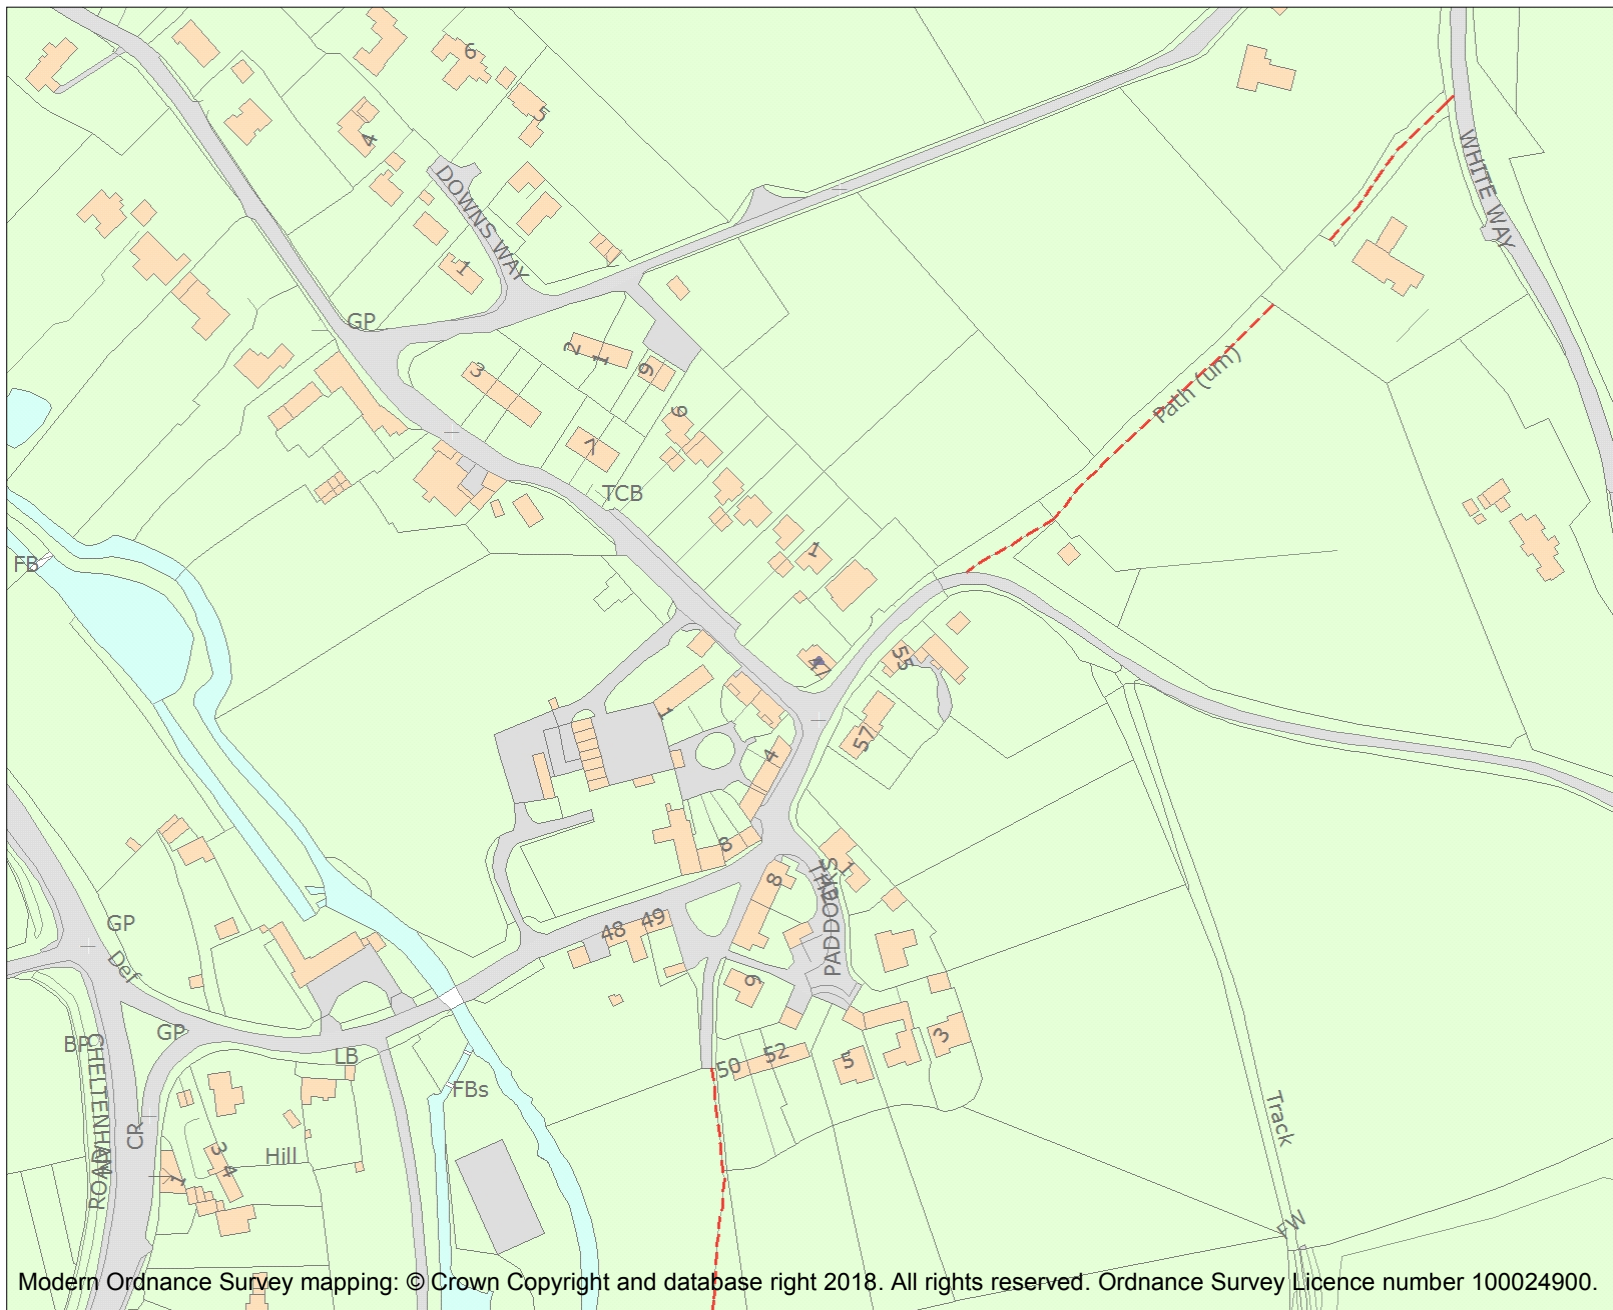 6
5
4
DOWNS WAY
1
WHITE WAY
GP
2
1
3
9
Path (um)
6
7
TCB
1
FB
47
55
1
57
4
8
1
THE
PADDOCKS
8
GP
48
49
Def
9
BP
GP
CHELTENHAM
ROAD
LB
50
52
5
3
FBs
CR
Track
3
4
Hill
1
FW
Modern Ordnance Survey mapping: © Crown Copyright and database right 2018. All rights reserved. Ordnance Survey Licence number 100024900.